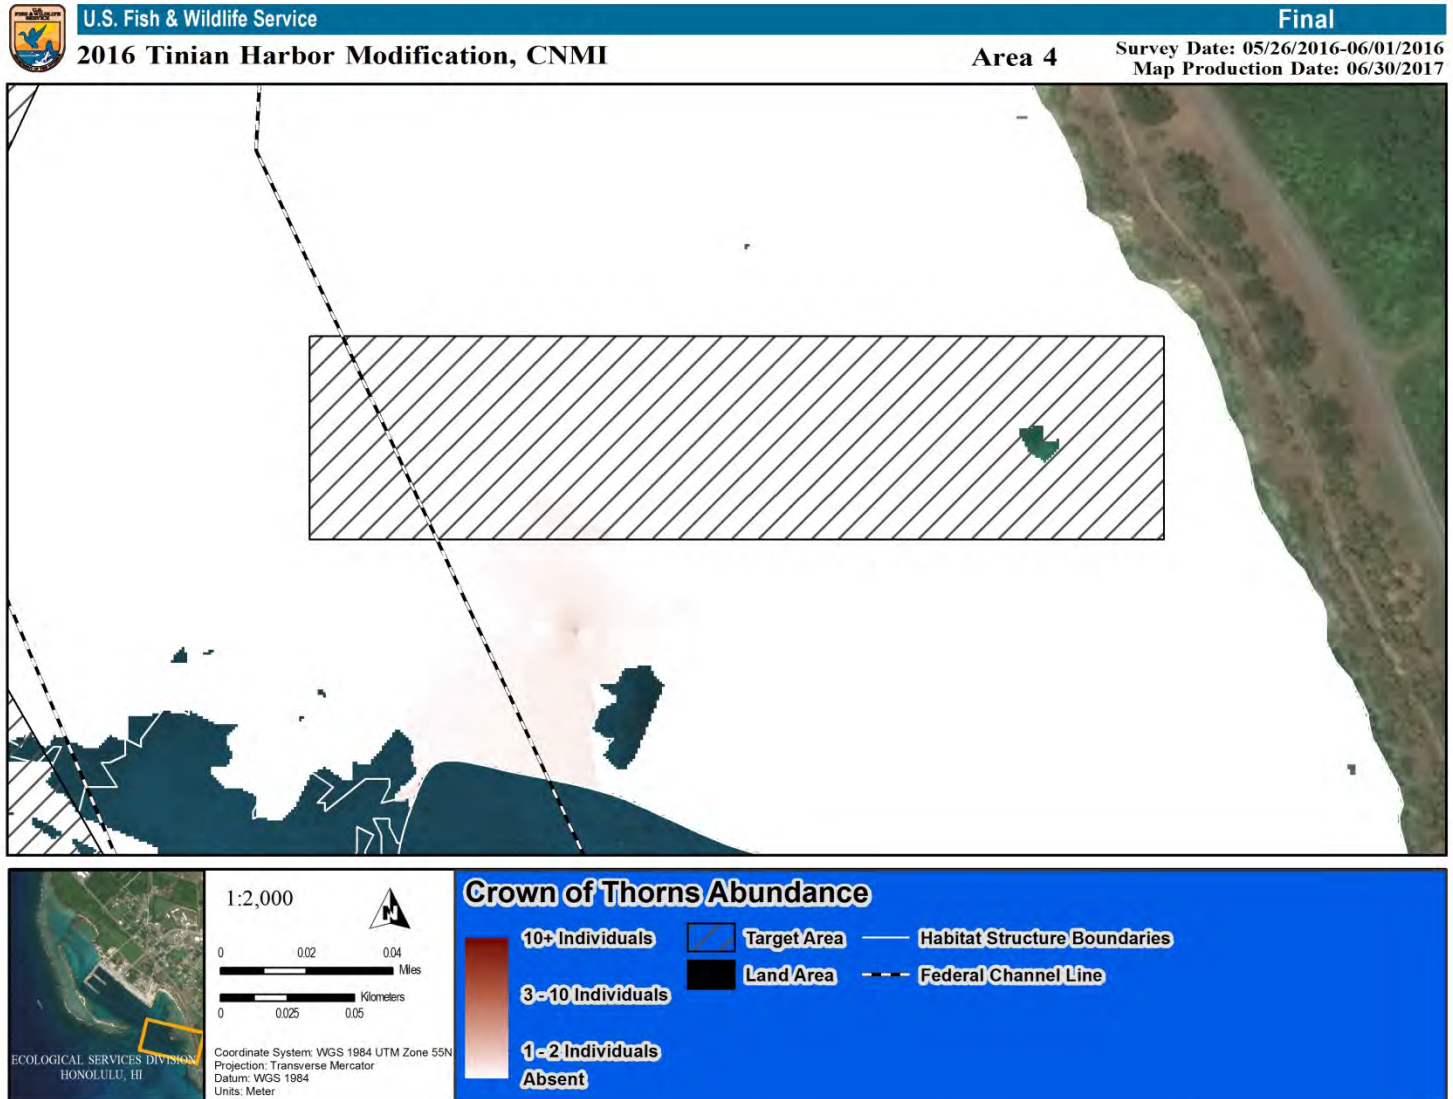 U.S.
FISH & WILDLIFE
SERVICE
U.S. Fish & Wildlife Service
Final
2016 Tinian Harbor Modification, CNMI
Area 4
Survey Date: 05/26/2016-06/01/2016
Map Production Date: 06/30/2017
ECOLOGICAL SERVICES DIVISION
HONOLULU, HI
1:2,000
N
0 0.02 0.04
Miles
Kilometers
0 0.025 0.05
Coordinate System: WGS 1984 UTM Zone 55N
Projection: Transverse Mercator
Datum: WGS 1984
Units: Meter
Crown of Thorns Abundance
10+ Individuals
3 - 10 Individuals
1 - 2 Individuals
Absent
Target Area
Land Area
Habitat Structure Boundaries
Federal Channel Line